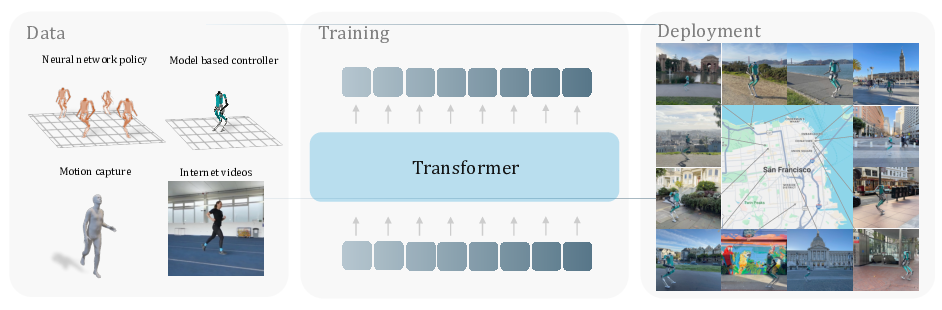 Data
Neural network policy
Model based controller
Motion capture
Internet videos
Training
Transformer
Deployment
San Francisco